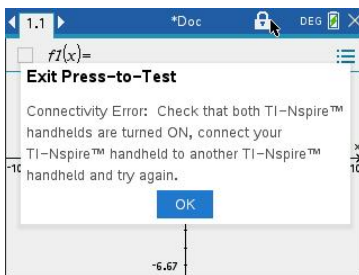 1.1 *Doc DEG
f1(x)=
Exit Press-to-Test
Connectivity Error: Check that both TI-Nspire™
handhelds are turned ON, connect your
TI-Nspire™ handheld to another TI-Nspire™
handheld and try again.
-10 x 10
OK
-6.67